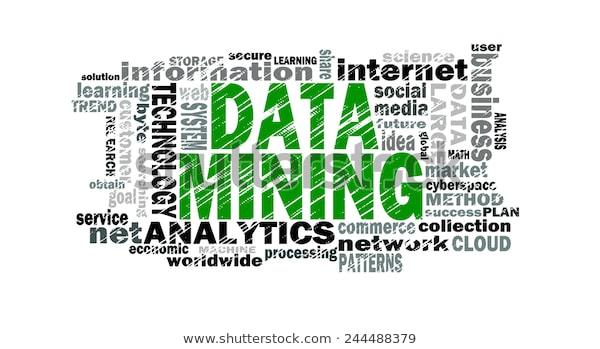 user
secure
LEARNING
share
science
information
internet
solution
learning
web
social
DATA
business
TREND
TECHNOLOGY
SYSTEM
DATA
media
LARGE
ANALYSIS
byte
customer
future
idea
global
MATH
market
MINING
obtain
goal
cyberspace
METHOD
success
PLAN
service
net
ANALYTICS
commerce
collection
economic
MACHINE
network
CLOUD
worldwide
processing
PATTERNS
shutterstock
www.shutterstock.com · 244488379